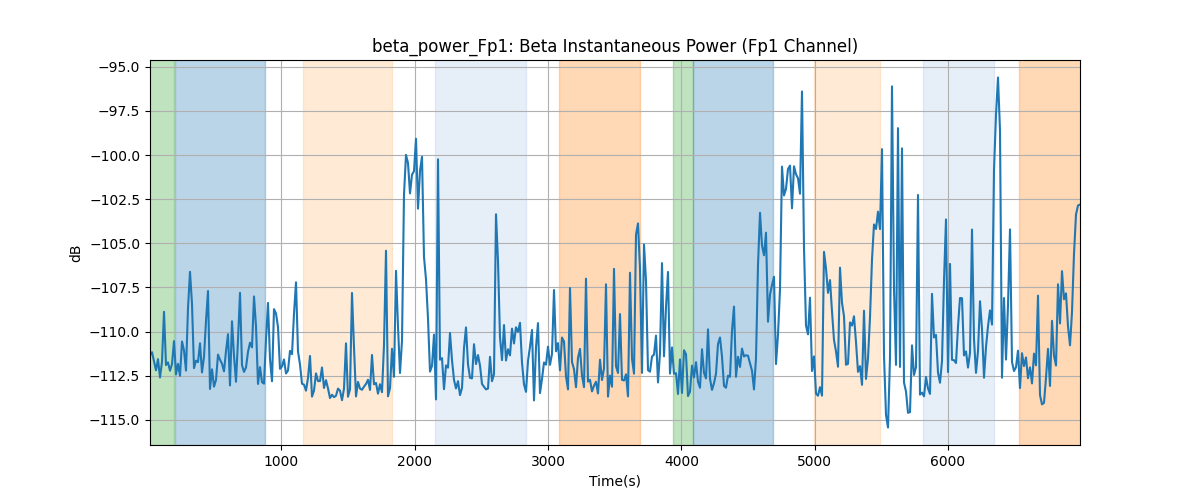 beta_power_Fp1: Beta Instantaneous Power (Fp1 Channel)
−95.0
−97.5
−100.0
−102.5
−105.0
−107.5
−110.0
−112.5
−115.0
dB
1000 2000 3000 4000 5000 6000
Time(s)